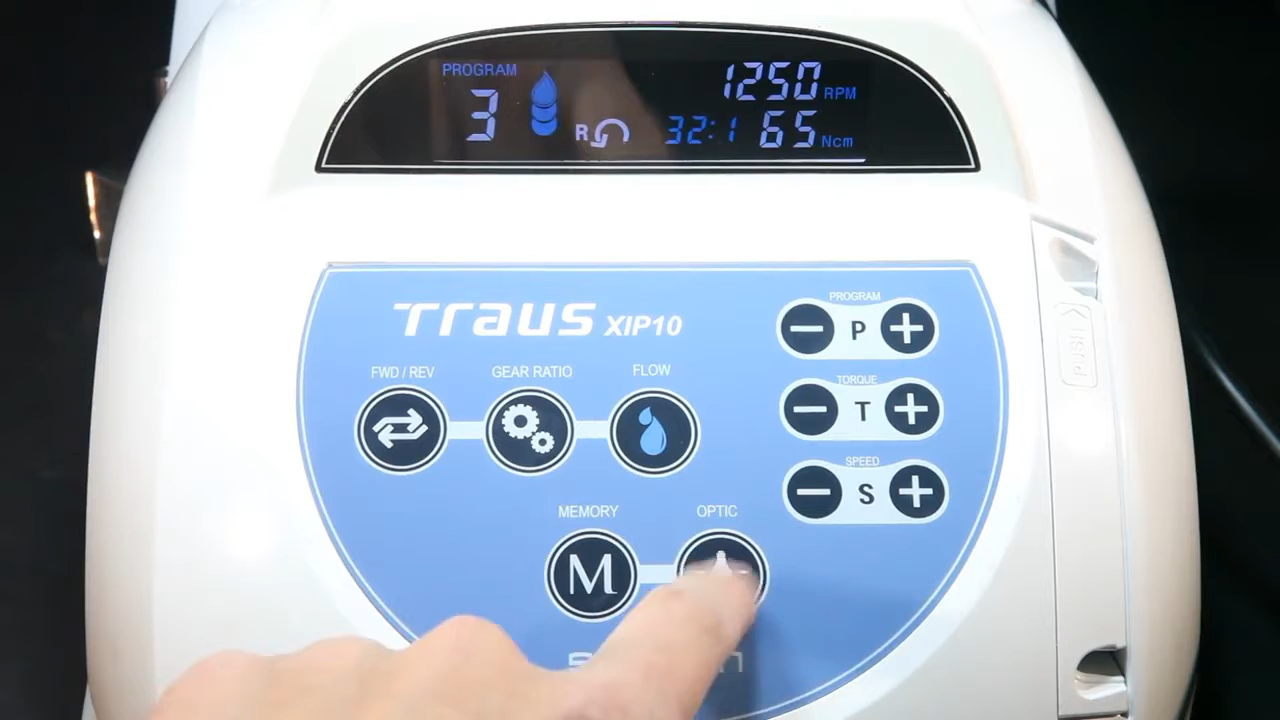 PROGRAM
3
1250 RPM
R
32:1 65 Ncm
TRAUS XIP10
FWD / REV
GEAR RATIO
FLOW
PROGRAM
P
TORQUE
T
SPEED
S
MEMORY
OPTIC
M
PUSH